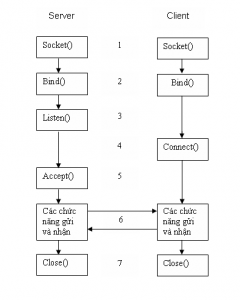 Server Client
Socket() 1 Socket()
Bind() 2 Bind()
Listen() 3
4 Connect()
Accept() 5
Các chức năng gửi và nhận 6 Các chức năng gửi và nhận
Close() 7 Close()